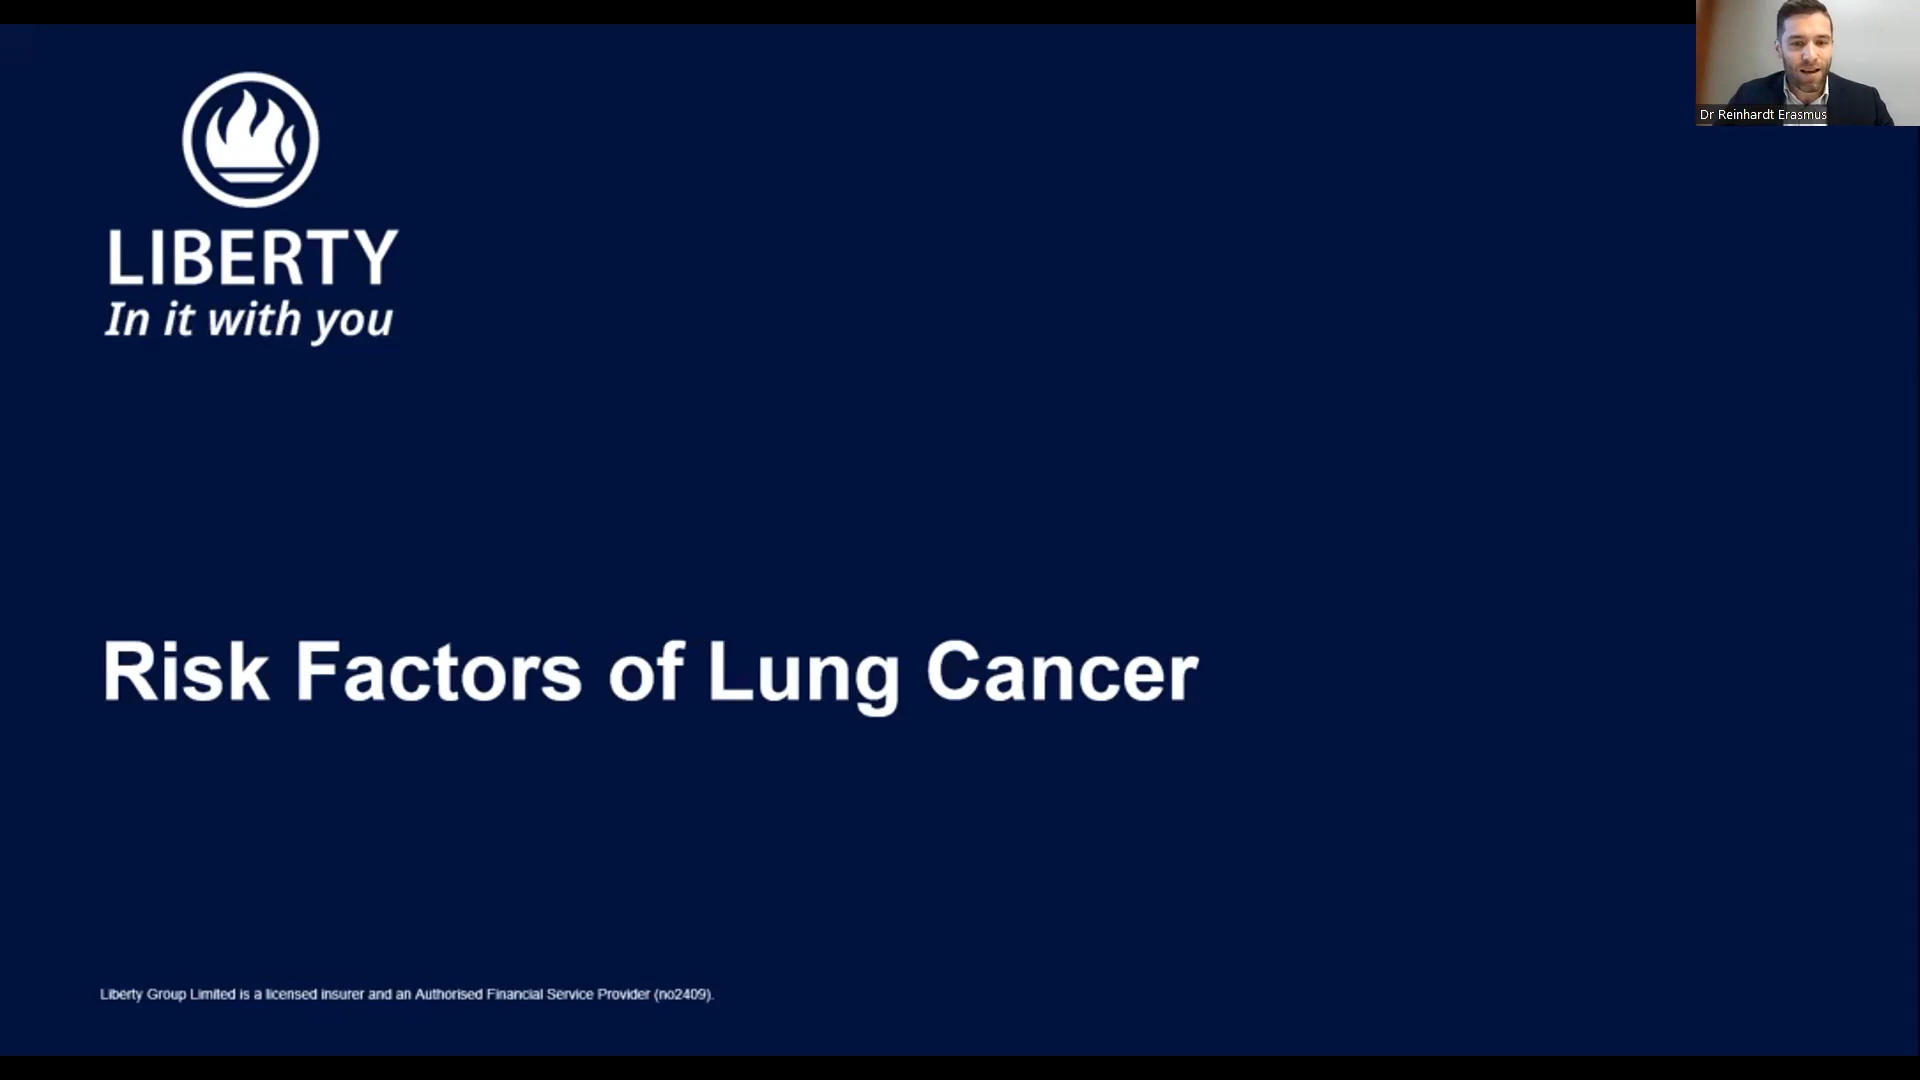 Dr Reinhardt Erasmus
LIBERTY
In it with you
Risk Factors of Lung Cancer
Liberty Group Limited is a licensed insurer and an Authorised Financial Service Provider (no2409).